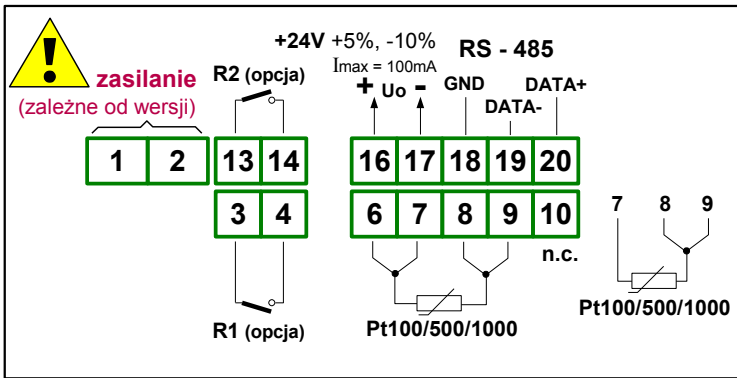 +24V +5%, -10%
Imax = 100mA
RS - 485
zasilanie
(zależne od wersji)
R2 (opcja)
+ Uo -
GND
DATA-
DATA+
1 2 13 14 16 17 18 19 20
3 4 6 7 8 9 10
n.c.
7 8 9
R1 (opcja)
Pt100/500/1000
Pt100/500/1000